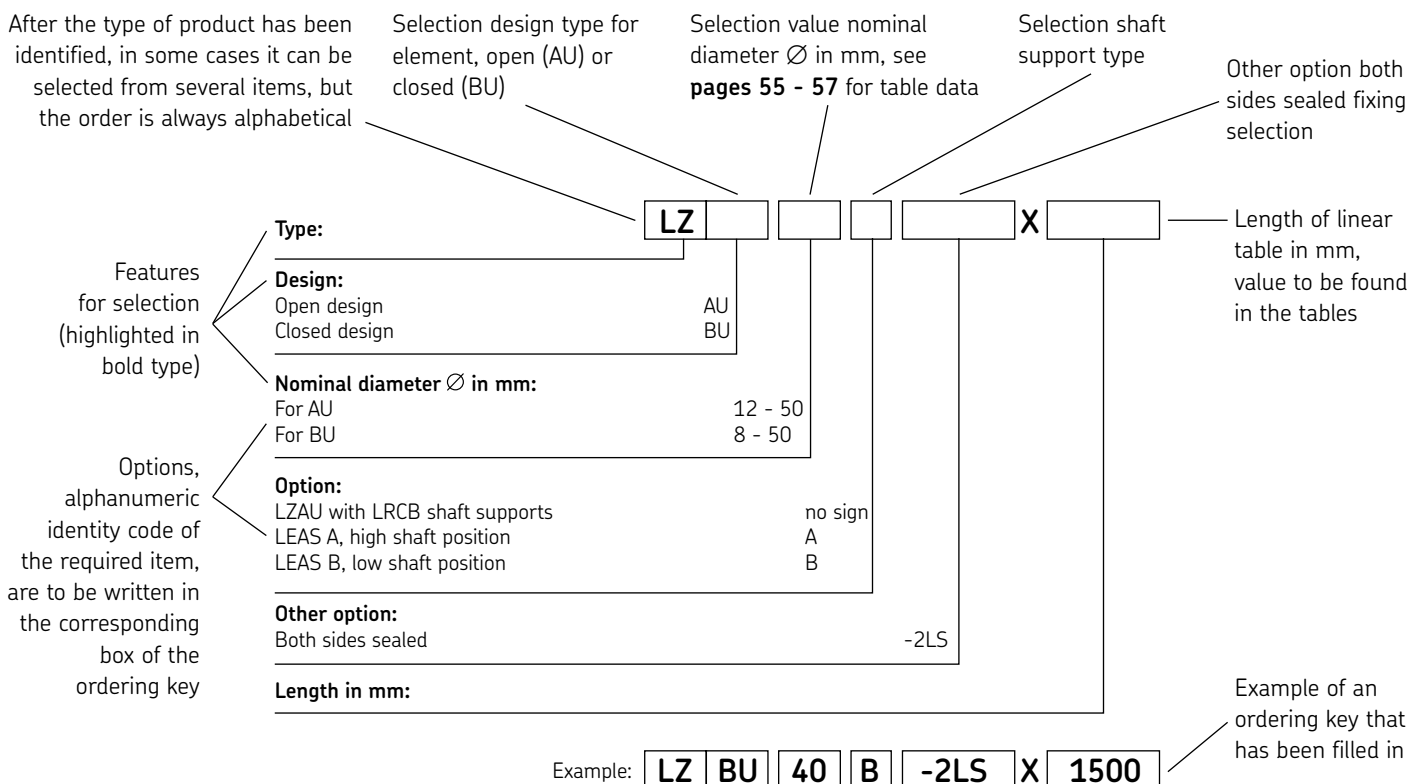 After the type of product has been
identified, in some cases it can be
selected from several items, but
the order is always alphabetical
Selection design type for
element, open (AU) or
closed (BU)
Selection value nominal
diameter ∅ in mm, see
pages 55 - 57 for table data
Selection shaft
support type
Other option both
sides sealed fixing
selection
LZ X
Length of linear
table in mm,
value to be found
in the tables
Features
for selection
(highlighted in
bold type)
Options,
alphanumeric
identity code of
the required item,
are to be written in
the corresponding
box of the
ordering key
Type:
Design:
Open design AU
Closed design BU
Nominal diameter ∅ in mm:
For AU 12 - 50
For BU 8 - 50
Option:
LZAU with LRCB shaft supports no sign
LEAS A, high shaft position A
LEAS B, low shaft position B
Other option:
Both sides sealed -2LS
Length in mm:
Example: LZ BU 40 B -2LS X 1500
Example of an
ordering key that
has been filled in